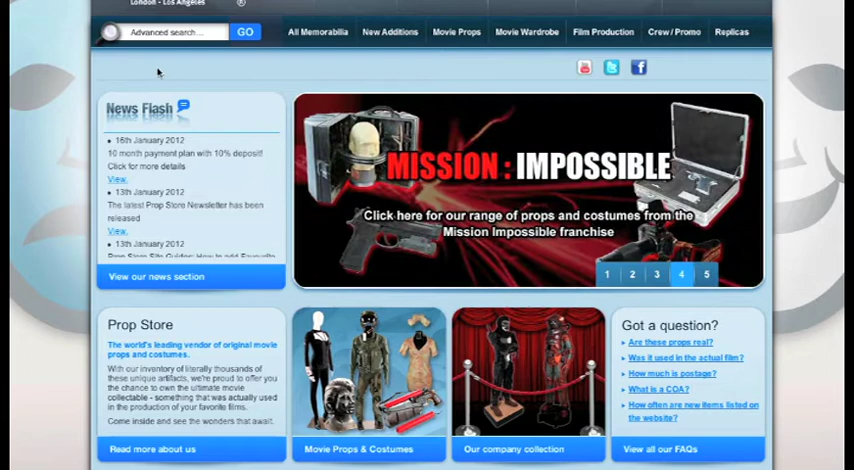 London - Los Angeles
®
Advanced search... GO All Memorabilia New Additions Movie Props Movie Wardrobe Film Production Crew / Promo Replicas
News Flash
16th January 2012
10 month payment plan with 10% deposit!
Click for more details
View.
13th January 2012
The latest Prop Store Newsletter has been
released
View.
13th January 2012
Prop Store Site Guides: How to add Favourite
View our news section
MISSION : IMPOSSIBLE
Click here for our range of props and costumes from the
Mission Impossible franchise
1 2 3 4 5
Prop Store
The world's leading vendor of original movie
props and costumes.
With our inventory of literally thousands of
these unique artifacts, we're proud to offer you
the chance to own the ultimate movie
collectable - something that was actually used
in the production of your favorite films.
Come inside and see the wonders that await.
Read more about us
Movie Props & Costumes
Our company collection
Got a question?
Are these props real?
Was it used in the actual film?
How much is postage?
What is a COA?
How often are new items listed on
the website?
View all our FAQs